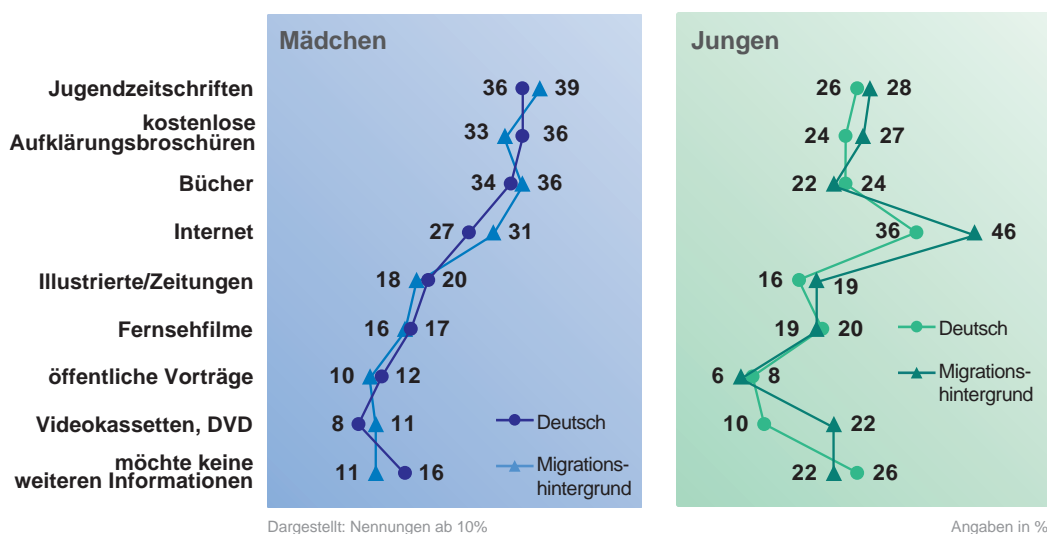 Mädchen
Jungen
Jugendzeitschriften 36 39 26 28
kostenlose
Aufklärungsbroschüren 33 36 24 27
Bücher 34 36 22 24
Internet 27 31 36 46
Illustrierte/Zeitungen 18 20 16 19
Fernsehfilme 16 17 19 20
öffentliche Vorträge 10 12 6 8
Videokassetten, DVD 8 11 10 22
möchte keine
weiteren Informationen 11 16 22 26
Deutsch
Migrations-
hintergrund
Deutsch
Migrations-
hintergrund
Dargestellt: Nennungen ab 10%
Angaben in %